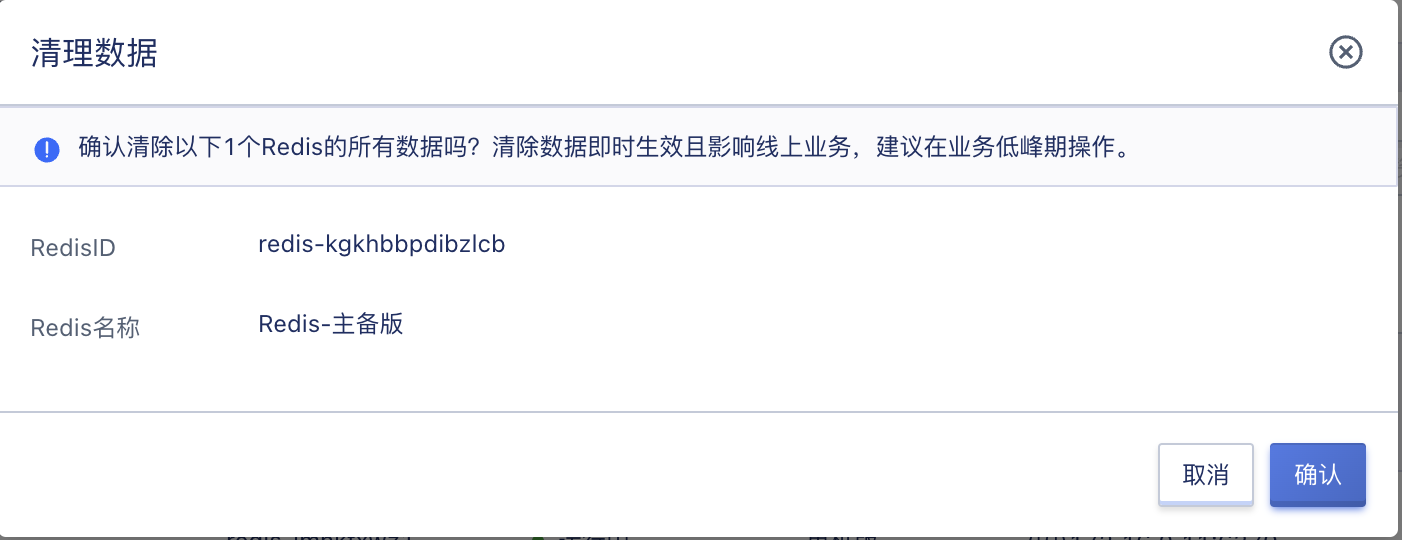 清理数据
确认清除以下1个Redis的所有数据吗？清除数据即时生效且影响线上业务，建议在业务低峰期操作。
RedisID redis-kgkhbbpdibzlcb
Redis名称 Redis-主备版
取消 确认